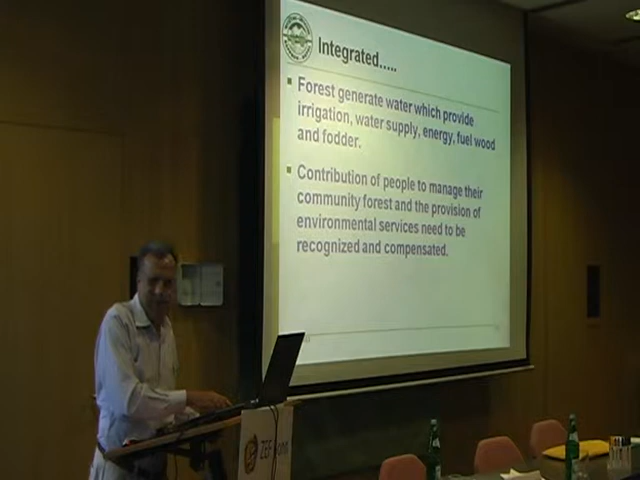 Integrated.....
Forest generate water which provide
irrigation, water supply, energy, fuel wood
and fodder.
Contribution of people to manage their
community forest and the provision of
environmental services need to be
recognized and compensated.
ZEF